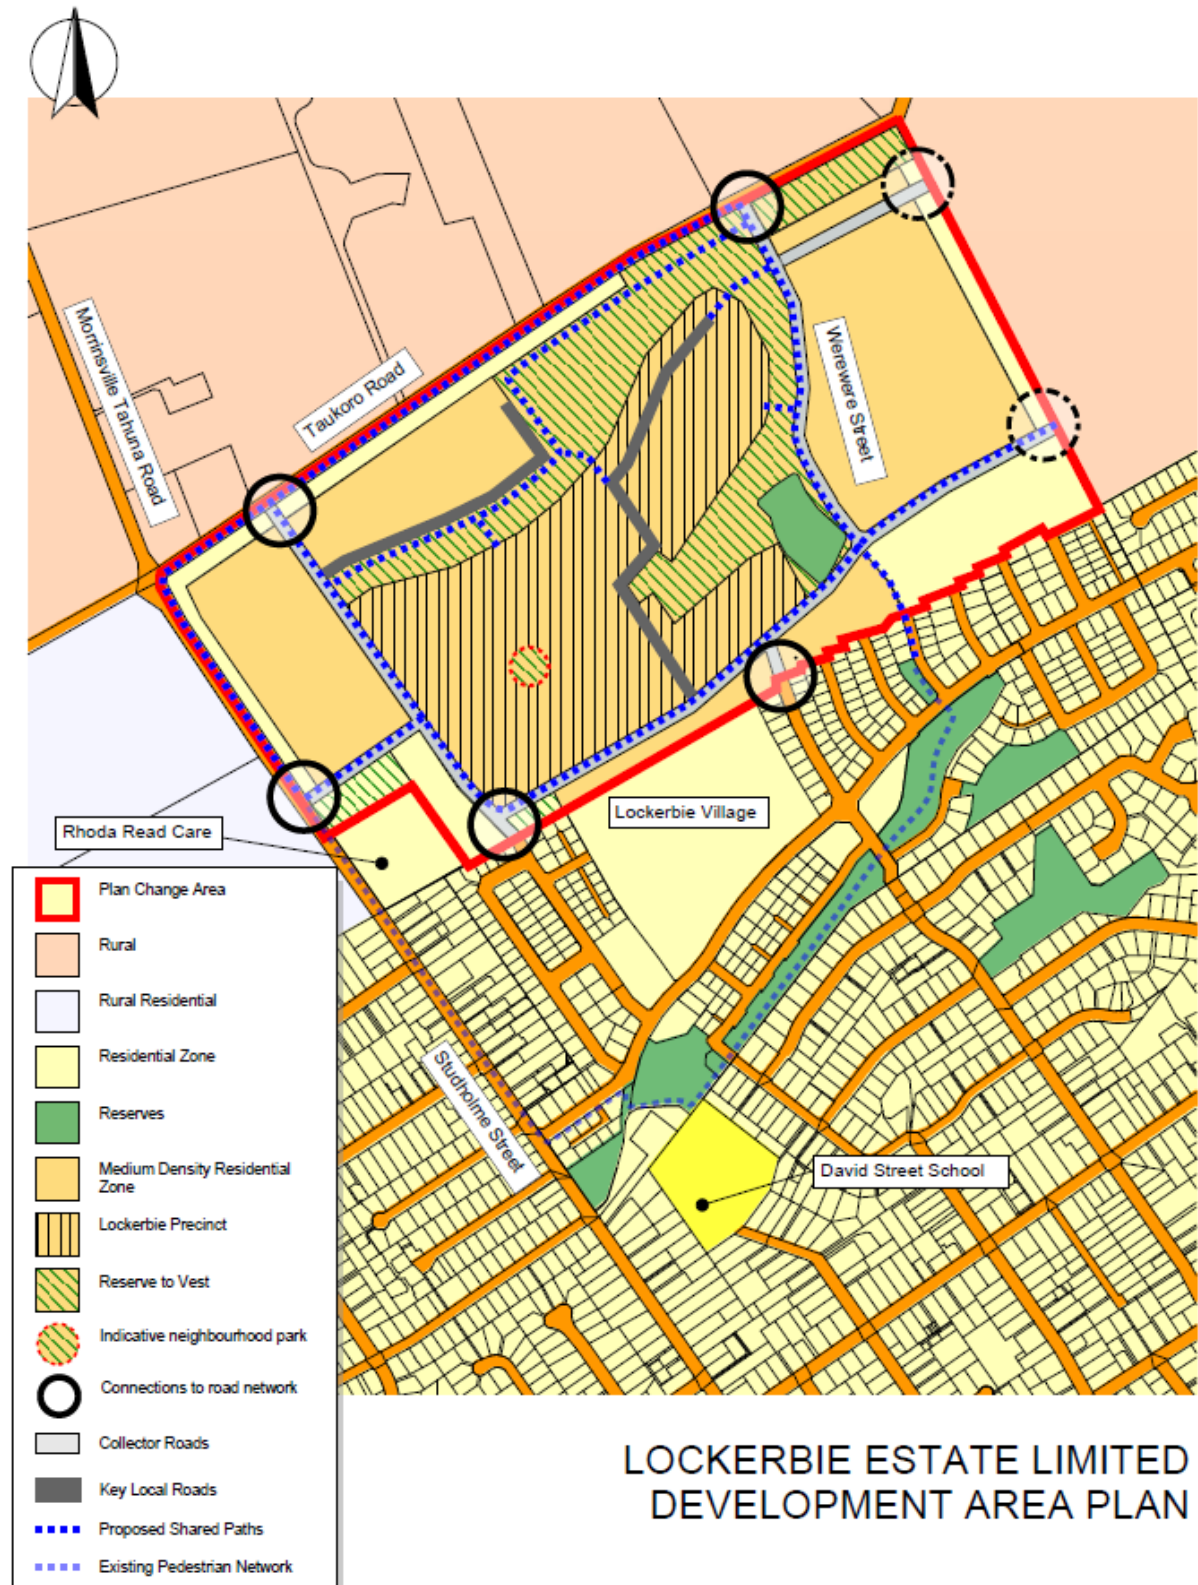 Morrinsville Tahuna Road
Taukoro Road
Werewere Street
Rhoda Read Care
Lockerbie Village
Studholme Street
David Street School
Plan Change Area
Rural
Rural Residential
Residential Zone
Reserves
Medium Density Residential
Zone
Lockerbie Precinct
Reserve to Vest
Indicative neighbourhood park
Connections to road network
Collector Roads
Key Local Roads
Proposed Shared Paths
Existing Pedestrian Network
LOCKERBIE ESTATE LIMITED
DEVELOPMENT AREA PLAN